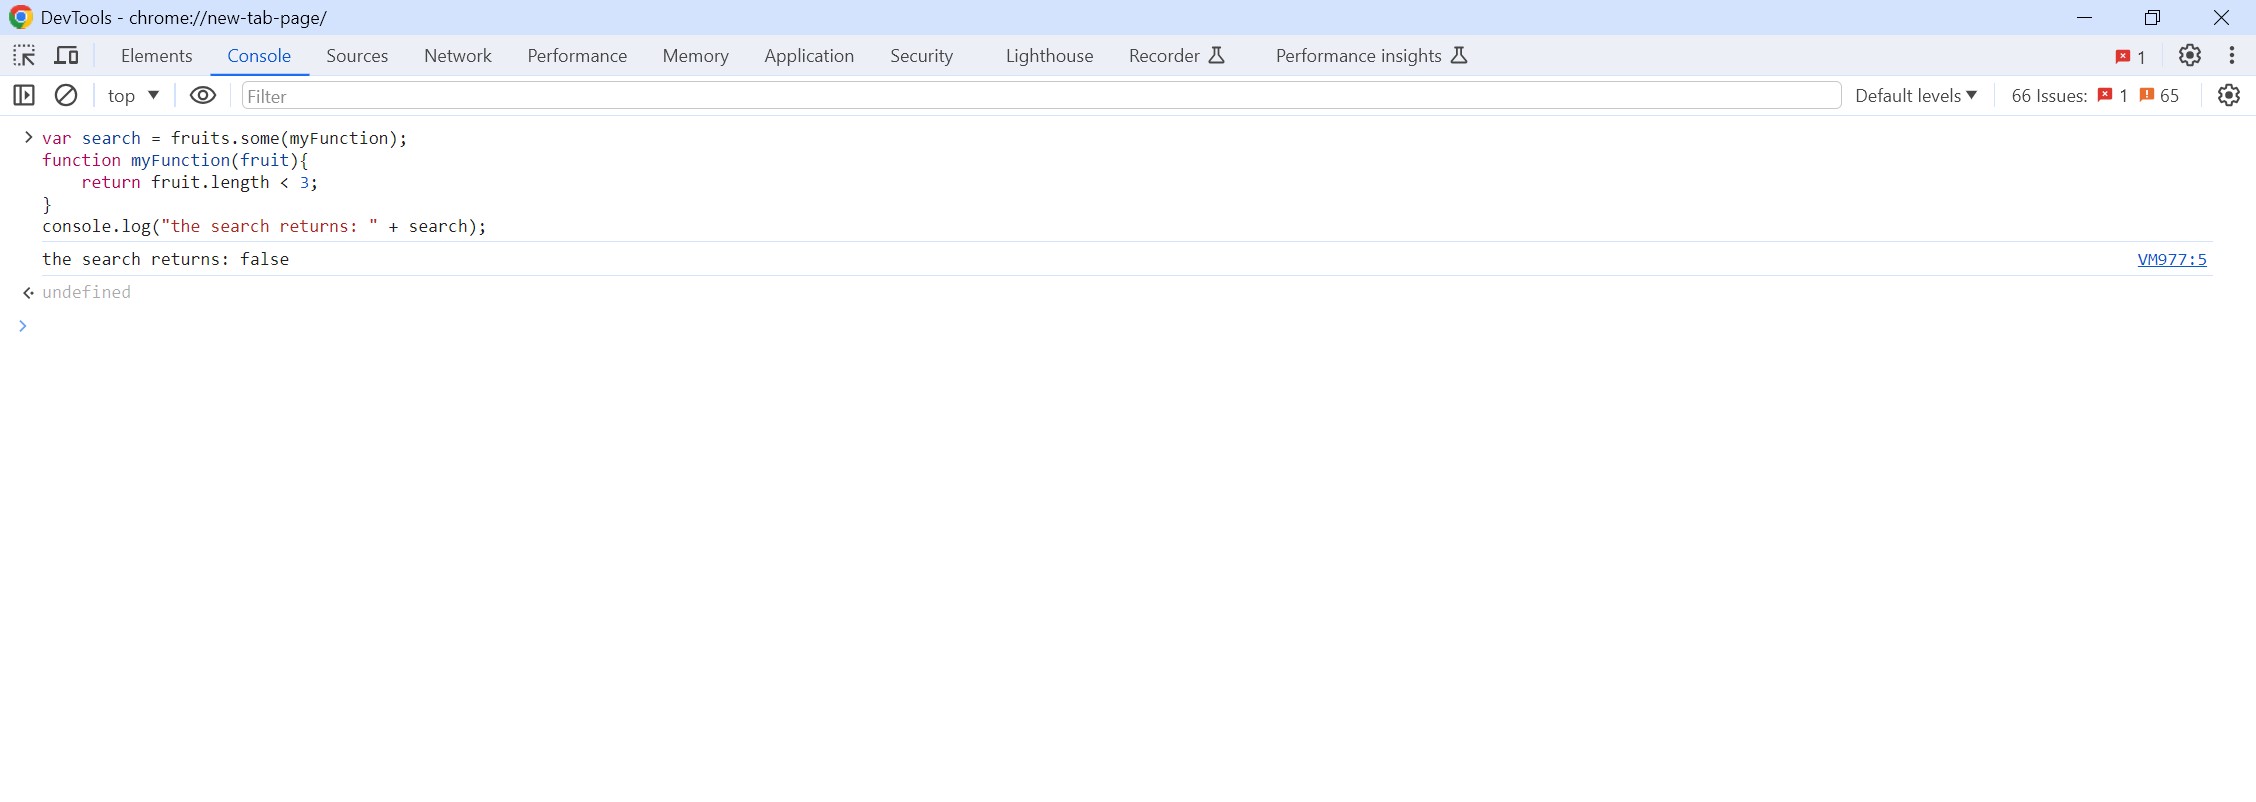 DevTools - chrome://new-tab-page/
Elements Console Sources Network Performance Memory Application Security Lighthouse Recorder Performance insights 1
top Filter Default levels 66 Issues: 1 65
var search = fruits.some(myFunction);
function myFunction(fruit){
    return fruit.length < 3;
}
console.log("the search returns: " + search);
the search returns: false VM977:5
undefined